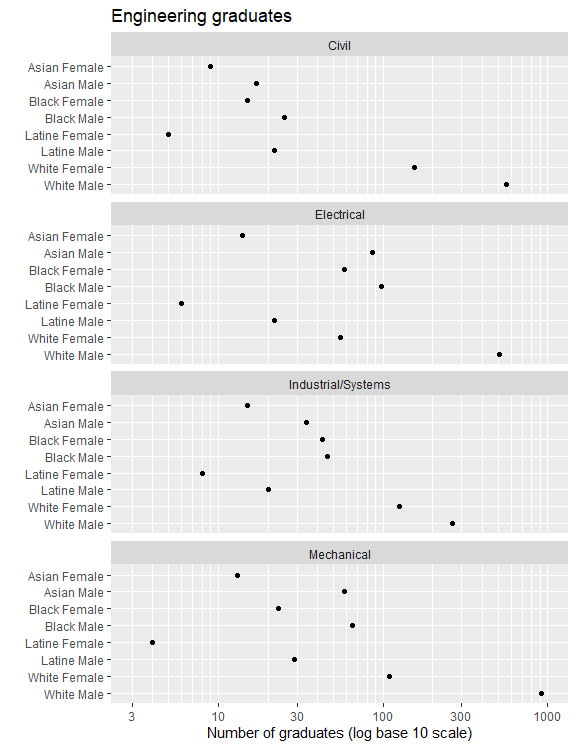 Engineering graduates
Civil
Asian Female
Asian Male
Black Female
Black Male
Latine Female
Latine Male
White Female
White Male
Electrical
Asian Female
Asian Male
Black Female
Black Male
Latine Female
Latine Male
White Female
White Male
Industrial/Systems
Asian Female
Asian Male
Black Female
Black Male
Latine Female
Latine Male
White Female
White Male
Mechanical
Asian Female
Asian Male
Black Female
Black Male
Latine Female
Latine Male
White Female
White Male
3 10 30 100 300 1000
Number of graduates (log base 10 scale)